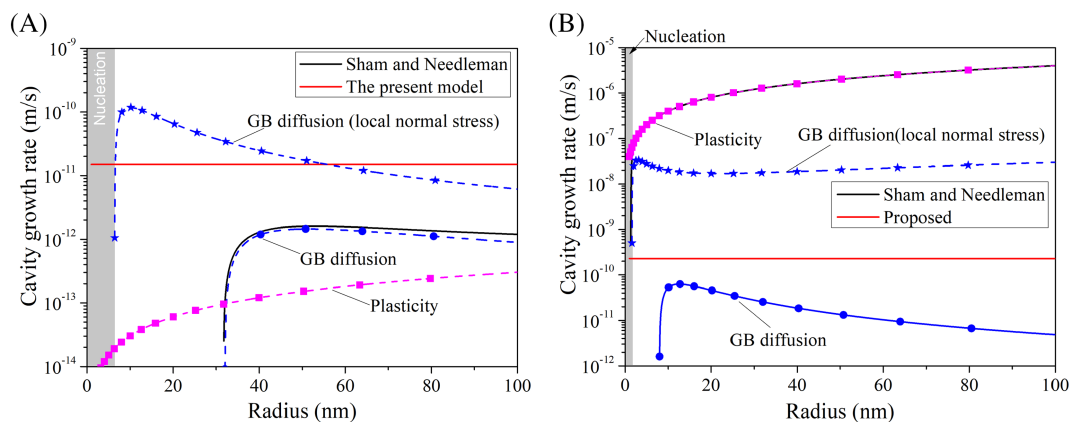 (A)
Cavity growth rate (m/s)
10⁻⁹
10⁻¹⁰
10⁻¹¹
10⁻¹²
10⁻¹³
10⁻¹⁴
Nucleation
Sham and Needleman
The present model
GB diffusion (local normal stress)
GB diffusion
Plasticity
0 20 40 60 80 100
Radius (nm)
(B)
Cavity growth rate (m/s)
10⁻⁵
10⁻⁶
10⁻⁷
10⁻⁸
10⁻⁹
10⁻¹⁰
10⁻¹¹
10⁻¹²
Nucleation
Plasticity
GB diffusion(local normal stress)
Sham and Needleman
Proposed
GB diffusion
0 20 40 60 80 100
Radius (nm)